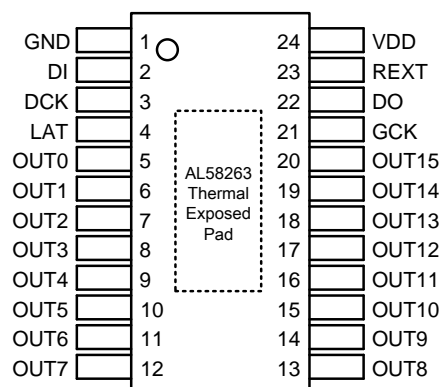 GND 1 24 VDD
DI 2 23 REXT
DCK 3 22 DO
LAT 4 21 GCK
OUT0 5 20 OUT15
OUT1 6 19 OUT14
OUT2 7 18 OUT13
OUT3 8 17 OUT12
OUT4 9 16 OUT11
OUT5 10 15 OUT10
OUT6 11 14 OUT9
OUT7 12 13 OUT8
AL58263
Thermal
Exposed
Pad